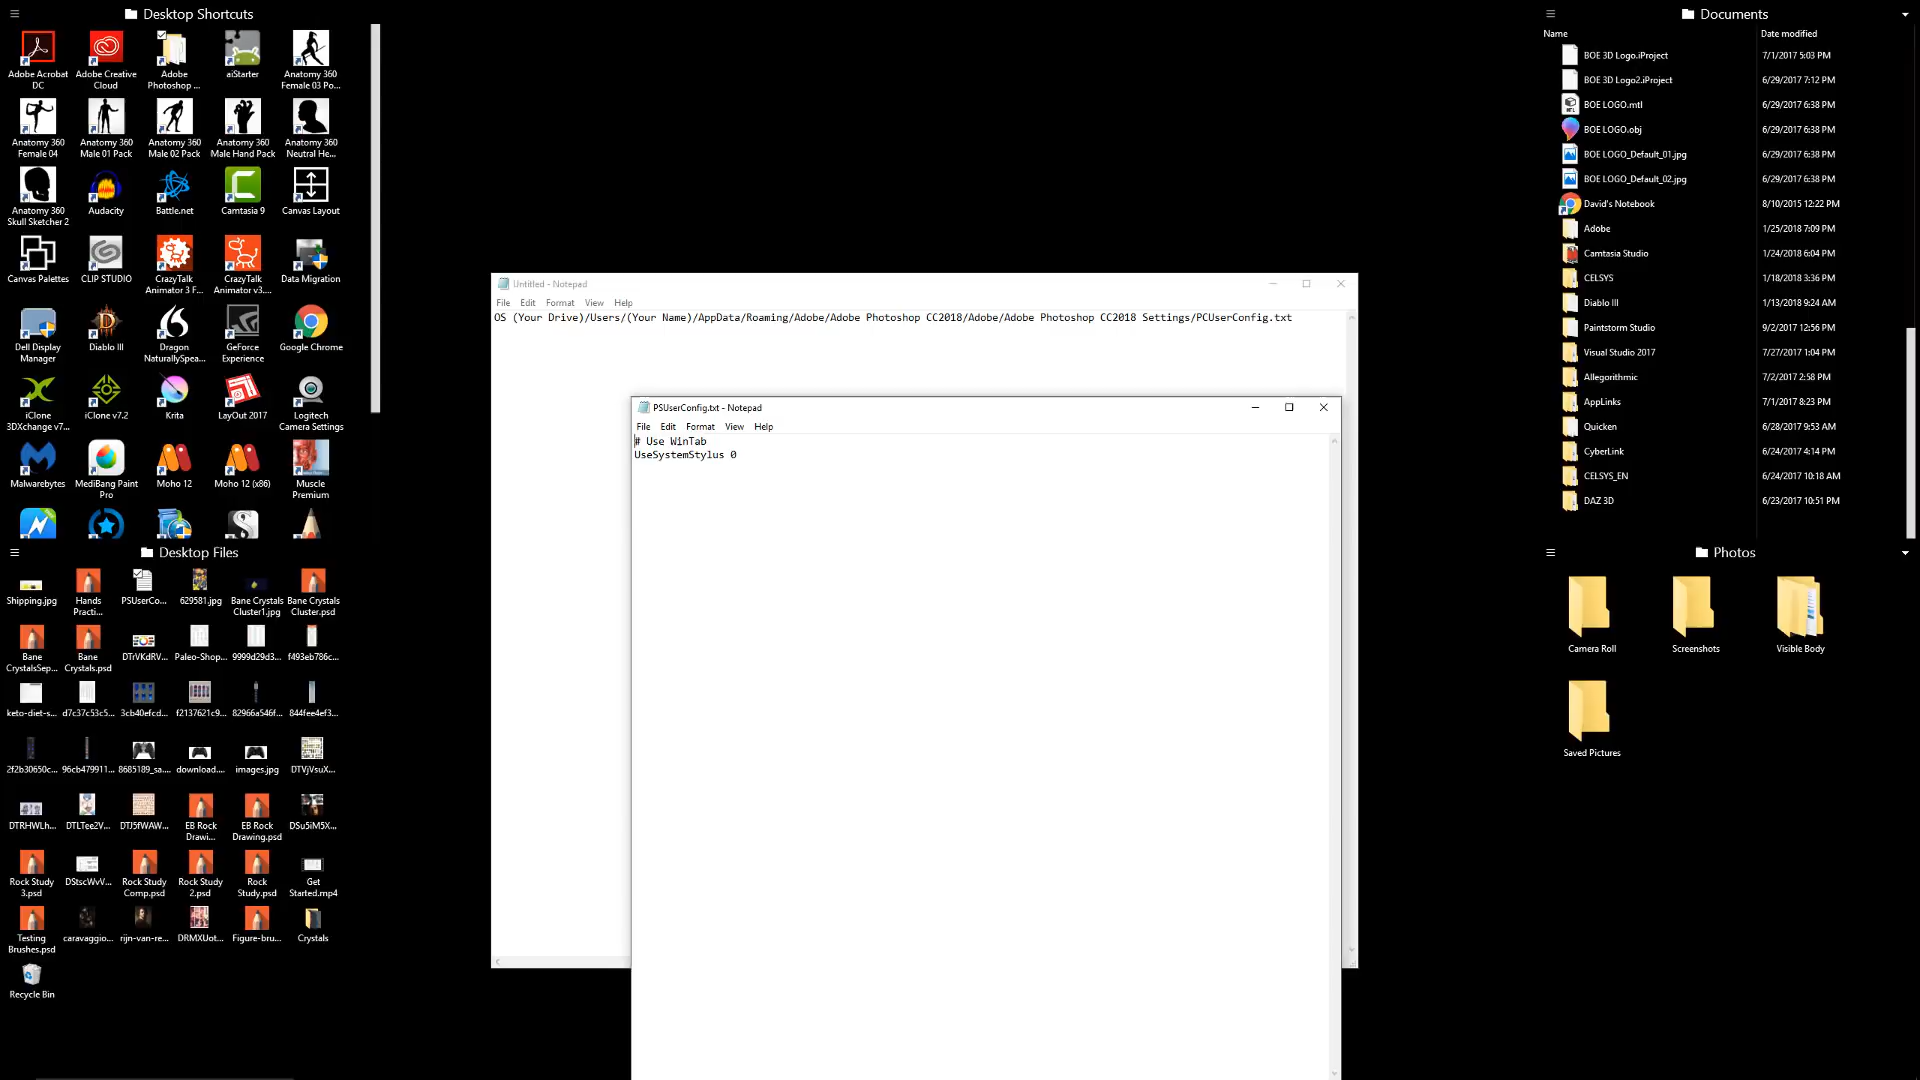 Desktop Shortcuts
Adobe Acrobat DC
Adobe Creative Cloud
Adobe Photoshop ...
aiStarter
Anatomy 360 Female 03 Po...
Anatomy 360 Female 04
Anatomy 360 Male 01 Pack
Anatomy 360 Male 02 Pack
Anatomy 360 Male Hand Pack
Anatomy 360 Neutral He...
Anatomy 360 Skull Sketcher 2
Audacity
Battle.net
Camtasia 9
Canvas Layout
Canvas Palettes
CLIP STUDIO
CrazyTalk Animator 3 F...
CrazyTalk Animator v3....
Data Migration
Dell Display Manager
Diablo III
Dragon NaturallySpea...
GeForce Experience
Google Chrome
iClone 3DXchange v7...
iClone v7.2
Krita
LayOut 2017
Logitech Camera Settings
Malwarebytes
MediBang Paint Pro
Moho 12
Moho 12 (x86)
Muscle Premium
Desktop Files
Shipping.jpg
Hands Practi...
PSUserCo...
629581.jpg
Bane Crystals Cluster1.jpg
Bane Crystals Cluster.psd
Bane CrystalsSep...
Bane Crystals.psd
DTrVKdRV...
Paleo-Shop...
9999d29d3...
f493eb786c...
keto-diet-s...
d7c37c53c5...
3cb40efcd...
f2137621c9...
82966a546f...
844fee4ef3...
2f2b30650c...
96cb479911...
8685189_sa...
download....
images.jpg
DTVjVsuX...
DTRHWLh...
DTLTee2V...
DTJ5fWAW...
EB Rock Drawi...
EB Rock Drawing.psd
DSu5iM5X...
Rock Study 3.psd
DStscWvV...
Rock Study Comp.psd
Rock Study 2.psd
Rock Study.psd
Get Started.mp4
Testing Brushes.psd
caravaggio...
rijn-van-re...
DRMXUot...
Figure-bru...
Crystals
Recycle Bin
Untitled - Notepad
File Edit Format View Help
OS (Your Drive)/Users/(Your Name)/AppData/Roaming/Adobe/Adobe Photoshop CC2018/Adobe/Adobe Photoshop CC2018 Settings/PCUserConfig.txt
PSUserConfig.txt - Notepad
File Edit Format View Help
# Use WinTab
UseSystemStylus 0
Documents
Name Date modified
BOE 3D Logo.iProject 7/1/2017 5:03 PM
BOE 3D Logo2.iProject 6/29/2017 7:12 PM
BOE LOGO.mtl 6/29/2017 6:38 PM
BOE LOGO.obj 6/29/2017 6:38 PM
BOE LOGO_Default_01.jpg 6/29/2017 6:38 PM
BOE LOGO_Default_02.jpg 6/29/2017 6:38 PM
David's Notebook 8/10/2015 12:22 PM
Adobe 1/25/2018 7:09 PM
Camtasia Studio 1/24/2018 6:04 PM
CELSYS 1/18/2018 3:36 PM
Diablo III 1/13/2018 9:24 AM
Paintstorm Studio 9/2/2017 12:56 PM
Visual Studio 2017 7/27/2017 1:04 PM
Allegorithmic 7/2/2017 2:58 PM
AppLinks 7/1/2017 8:23 PM
Quicken 6/28/2017 9:53 AM
CyberLink 6/24/2017 4:14 PM
CELSYS_EN 6/24/2017 10:18 AM
DAZ 3D 6/23/2017 10:51 PM
Photos
Camera Roll
Screenshots
Visible Body
Saved Pictures